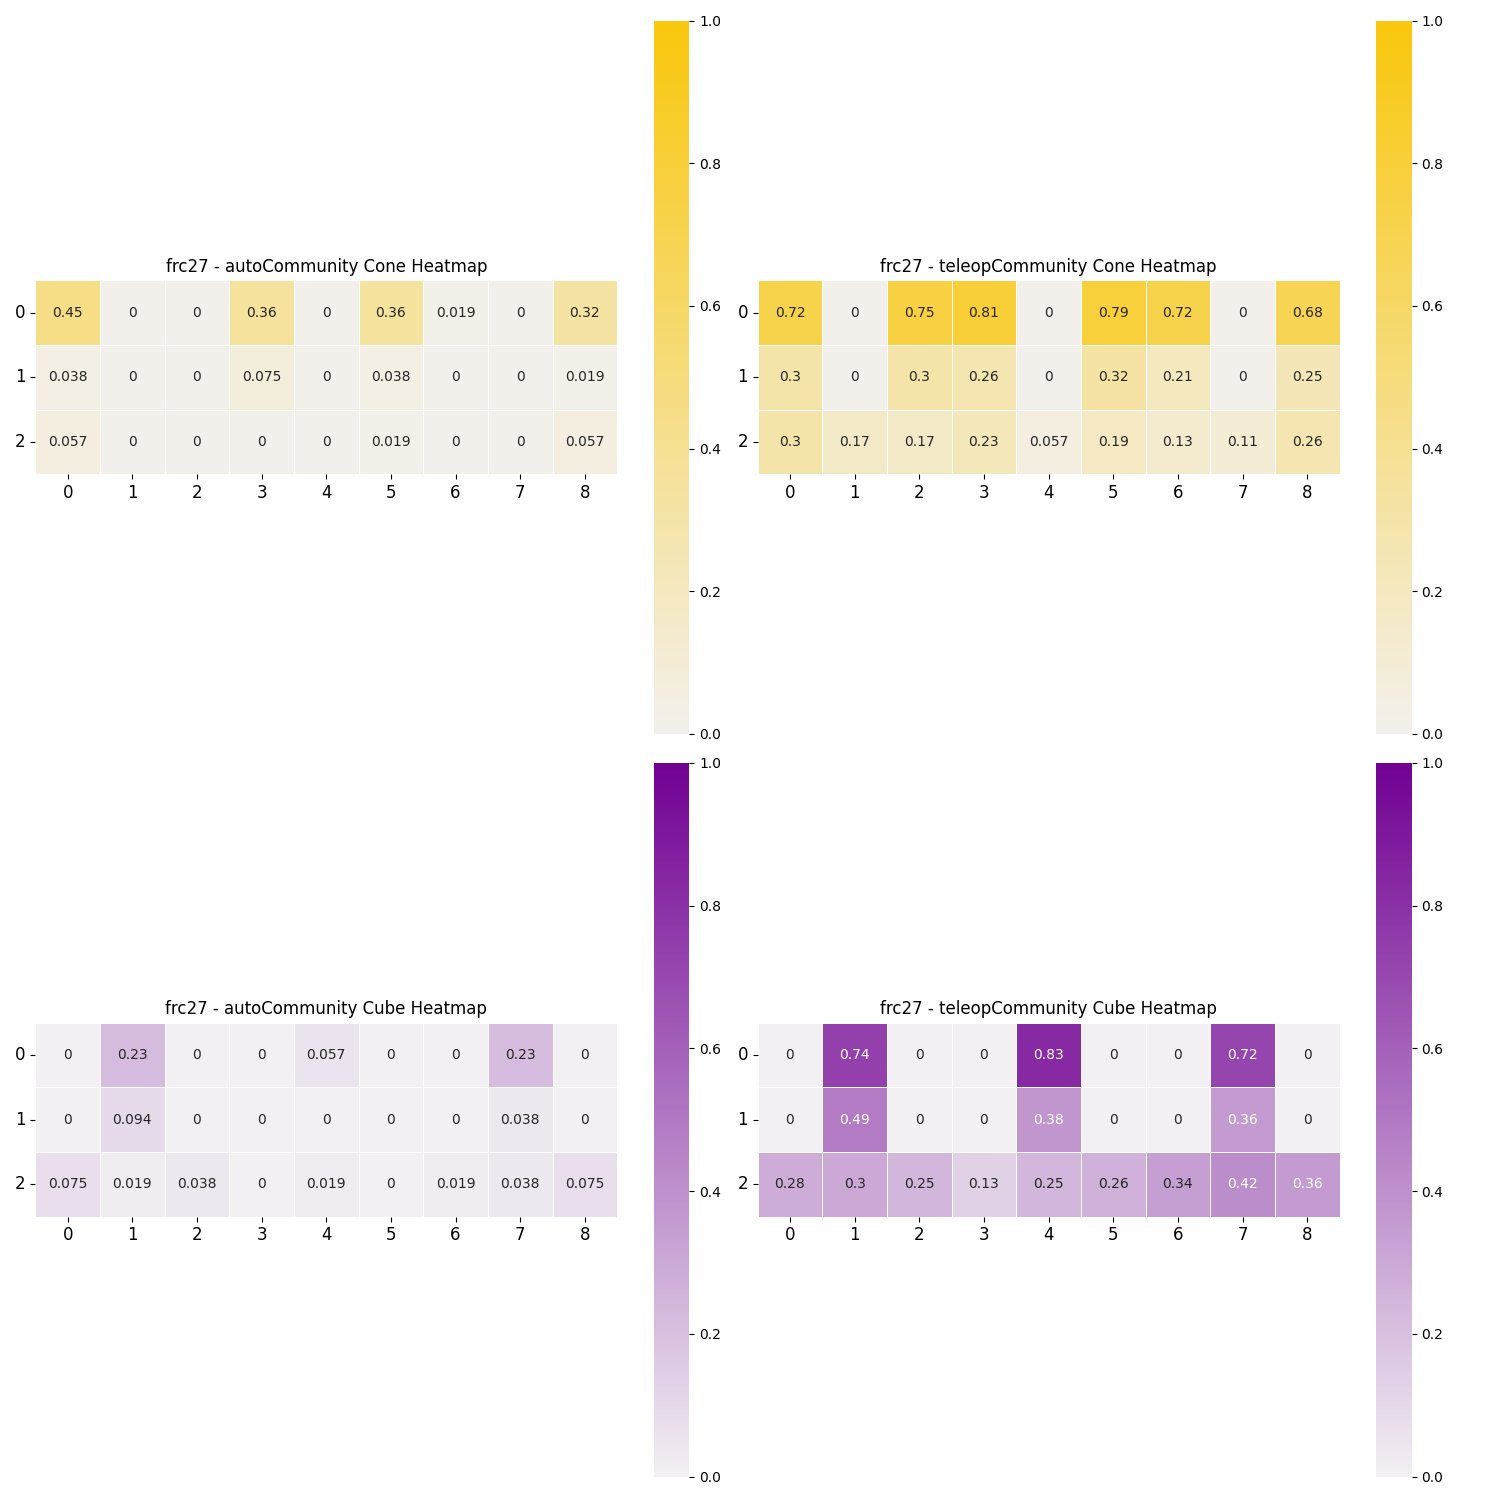 frc27 - autoCommunity Cone Heatmap
0 0.45 0 0 0.36 0 0.36 0.019 0 0.32
1 0.038 0 0 0.075 0 0.038 0 0 0.019
2 0.057 0 0 0 0 0.019 0 0 0.057
0 1 2 3 4 5 6 7 8
1.0
0.8
0.6
0.4
0.2
0.0
frc27 - teleopCommunity Cone Heatmap
0 0.72 0 0.75 0.81 0 0.79 0.72 0 0.68
1 0.3 0 0.3 0.26 0 0.32 0.21 0 0.25
2 0.3 0.17 0.17 0.23 0.057 0.19 0.13 0.11 0.26
0 1 2 3 4 5 6 7 8
1.0
0.8
0.6
0.4
0.2
0.0
frc27 - autoCommunity Cube Heatmap
0 0 0.23 0 0 0.057 0 0 0.23 0
1 0 0.094 0 0 0 0 0 0.038 0
2 0.075 0.019 0.038 0 0.019 0 0.019 0.038 0.075
0 1 2 3 4 5 6 7 8
1.0
0.8
0.6
0.4
0.2
0.0
frc27 - teleopCommunity Cube Heatmap
0 0 0.74 0 0 0.83 0 0 0.72 0
1 0 0.49 0 0 0.38 0 0 0.36 0
2 0.28 0.3 0.25 0.13 0.25 0.26 0.34 0.42 0.36
0 1 2 3 4 5 6 7 8
1.0
0.8
0.6
0.4
0.2
0.0